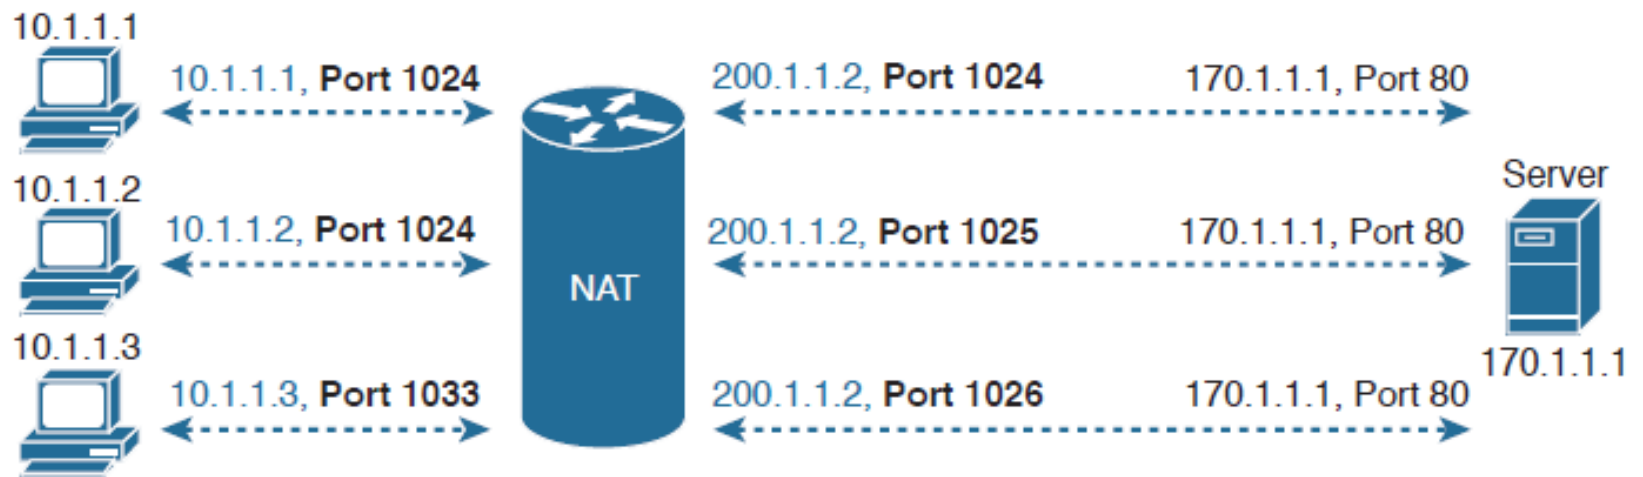 10.1.1.1
10.1.1.1, Port 1024
200.1.1.2, Port 1024
170.1.1.1, Port 80
Server
10.1.1.2
10.1.1.2, Port 1024
200.1.1.2, Port 1025
170.1.1.1, Port 80
NAT
10.1.1.3
170.1.1.1
10.1.1.3, Port 1033
200.1.1.2, Port 1026
170.1.1.1, Port 80